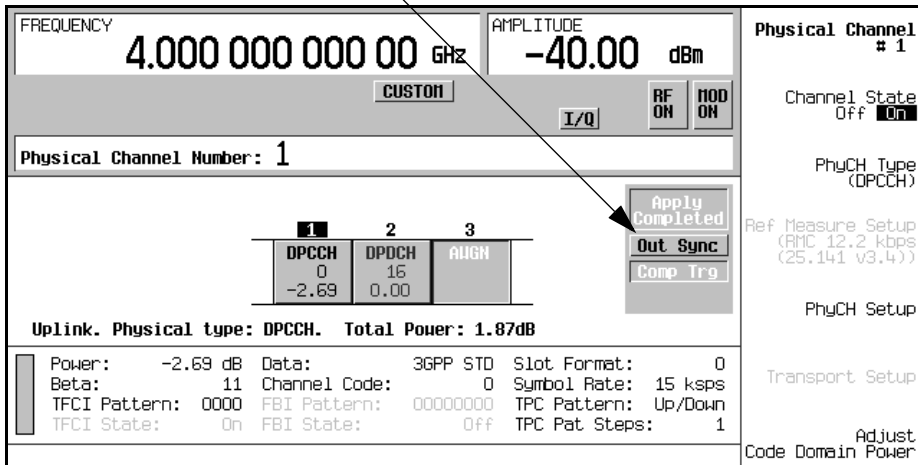 FREQUENCY
4.000 000 000 00 GHz
AMPLITUDE
-40.00 dBm
CUSTOM
I/Q
RF ON
MOD ON
Physical Channel Number: 1
1 2 3
DPCCH DPDCH AWGN
0 16
-2.69 0.00
Apply Completed
Out Sync
Comp Trg
Uplink. Physical type: DPCCH. Total Power: 1.87dB
Power: -2.69 dB Data: 3GPP STD Slot Format: 0
Beta: 11 Channel Code: 0 Symbol Rate: 15 ksps
TFCI Pattern: 0000 FBI Pattern: 00000000 TPC Pattern: Up/Down
TFCI State: On FBI State: Off TPC Pat Steps: 1
Physical Channel
# 1
Channel State
Off On
PhyCH Type
(DPCCH)
Ref Measure Setup
(RMC 12.2 kbps
(25.141 v3.4))
PhyCH Setup
Transport Setup
Adjust
Code Domain Power